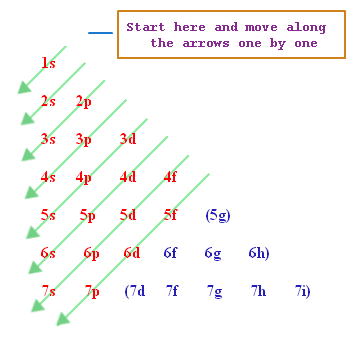 Start here and move along
the arrows one by one
1s
2s 2p
3s 3p 3d
4s 4p 4d 4f
5s 5p 5d 5f (5g)
6s 6p 6d 6f 6g 6h)
7s 7p (7d 7f 7g 7h 7i)